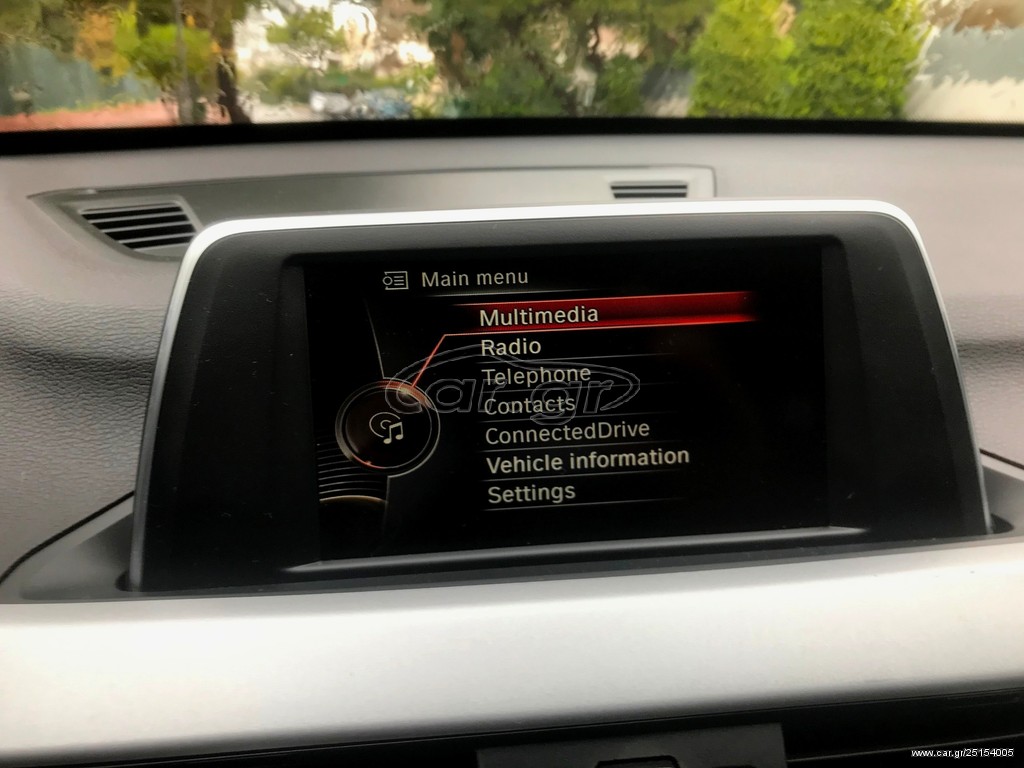 Main menu
Multimedia
Radio
Telephone
Contacts
ConnectedDrive
Vehicle information
Settings
car.gr
www.car.gr/25154005